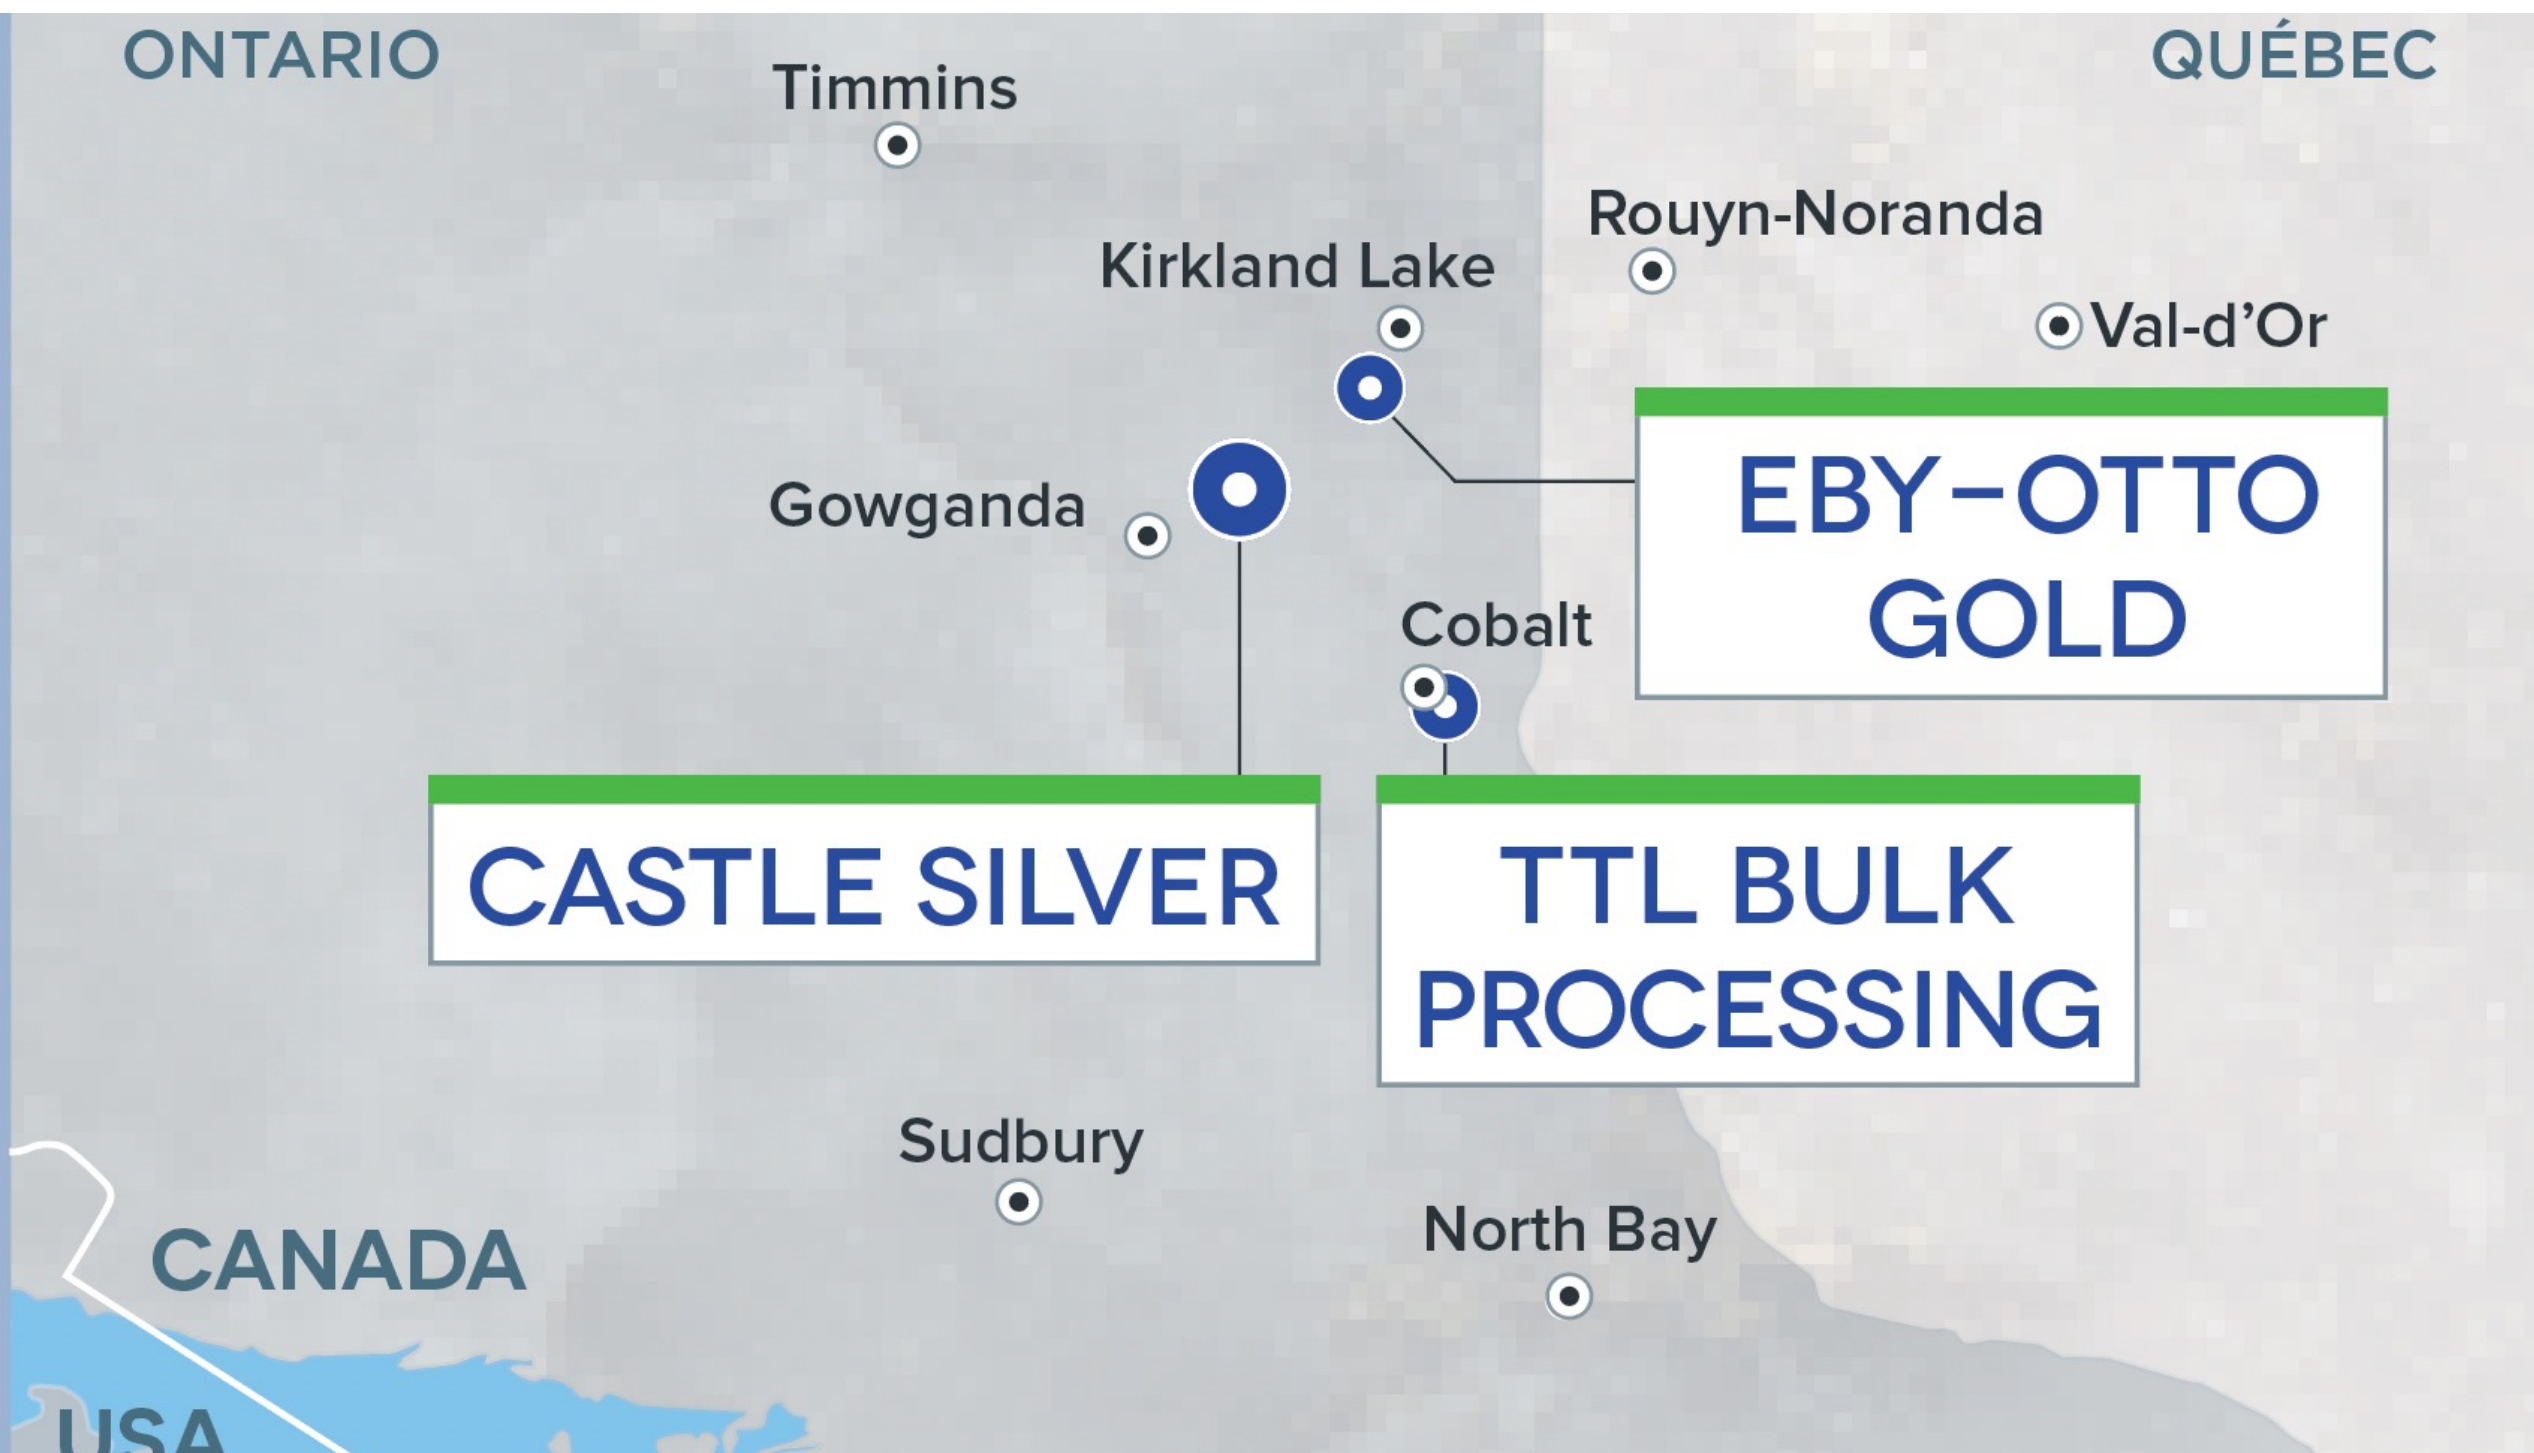 ONTARIO
QUÉBEC
Timmins
Rouyn-Noranda
Kirkland Lake
Val-d’Or
EBY–OTTO
GOLD
Gowganda
Cobalt
CASTLE SILVER
TTL BULK
PROCESSING
Sudbury
North Bay
CANADA
USA